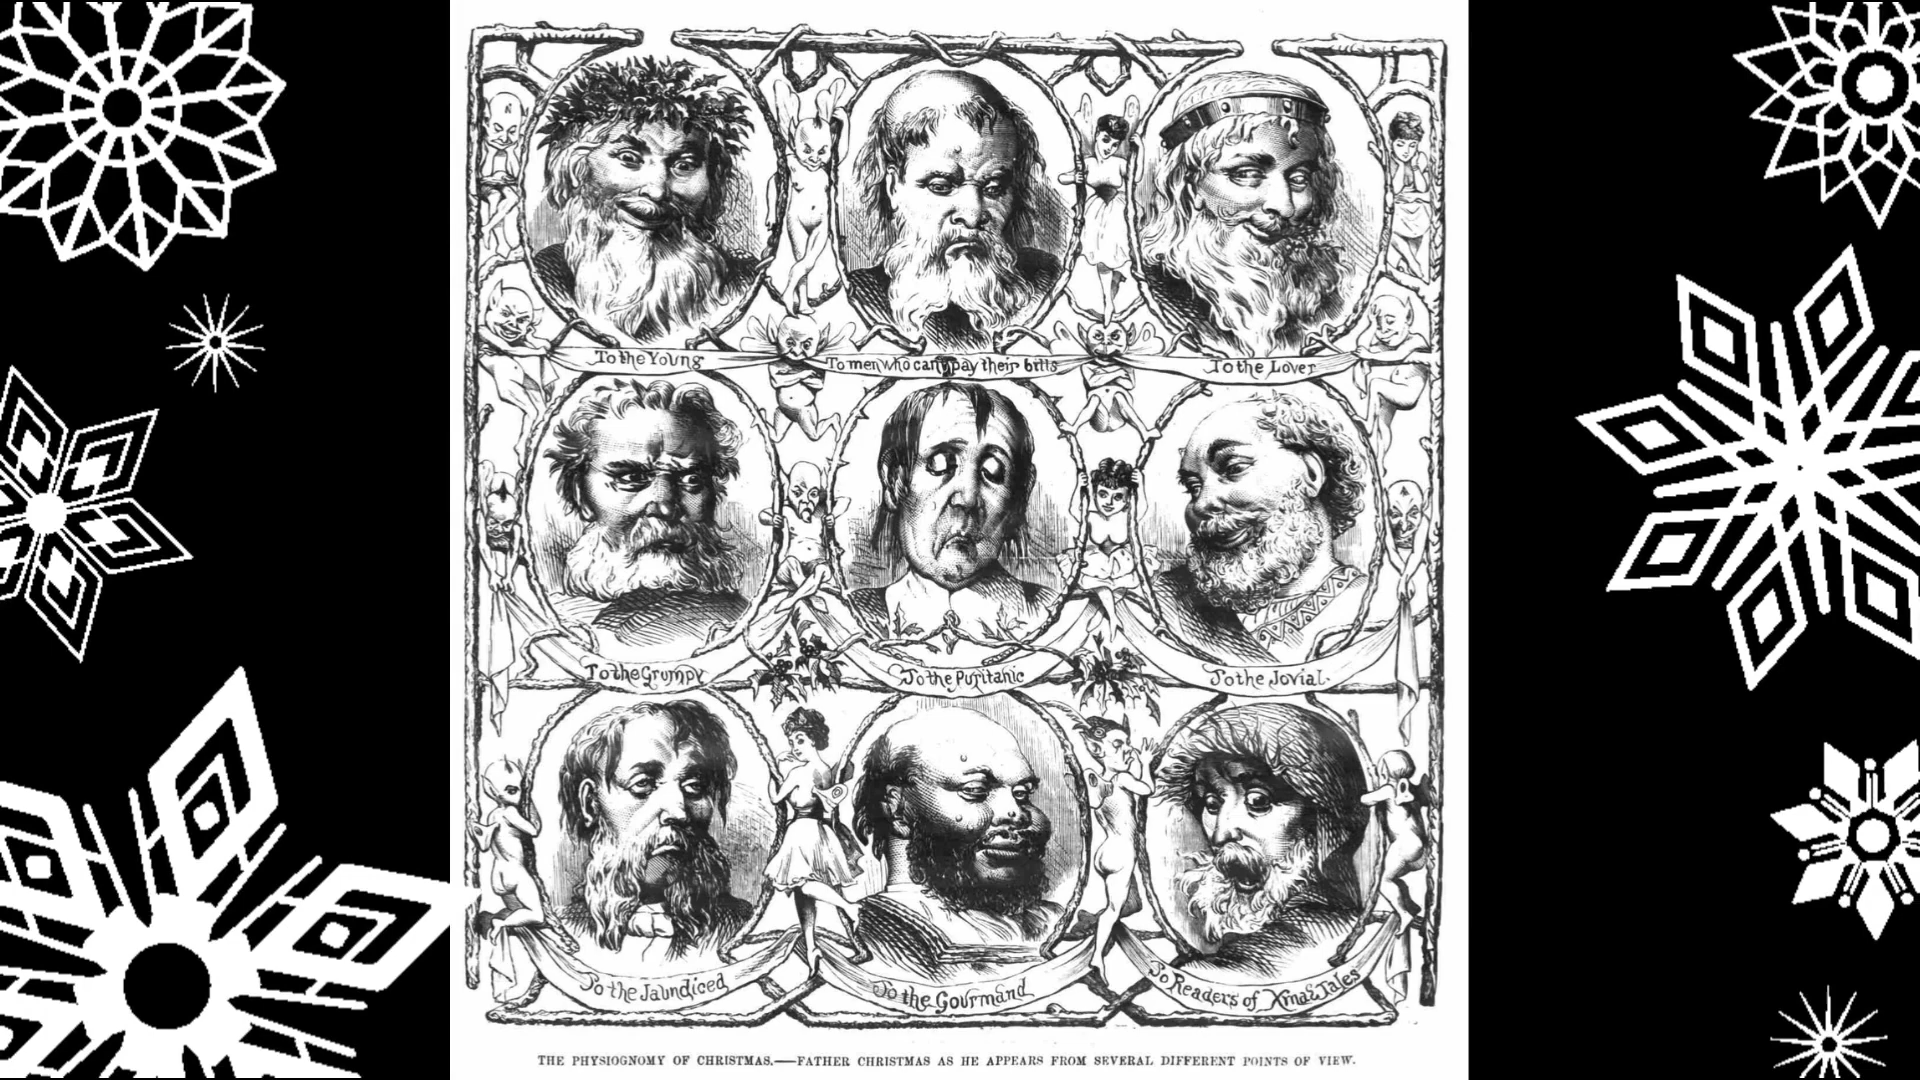 To the Young
To men who can't pay their bills
To the Lover
To the Grumpy
To the Puritanic
To the Jovial.
To the Jaundiced
To the Gourmand
To Readers of Xmas Tales
THE PHYSIOGNOMY OF CHRISTMAS.—FATHER CHRISTMAS AS HE APPEARS FROM SEVERAL DIFFERENT POINTS OF VIEW.